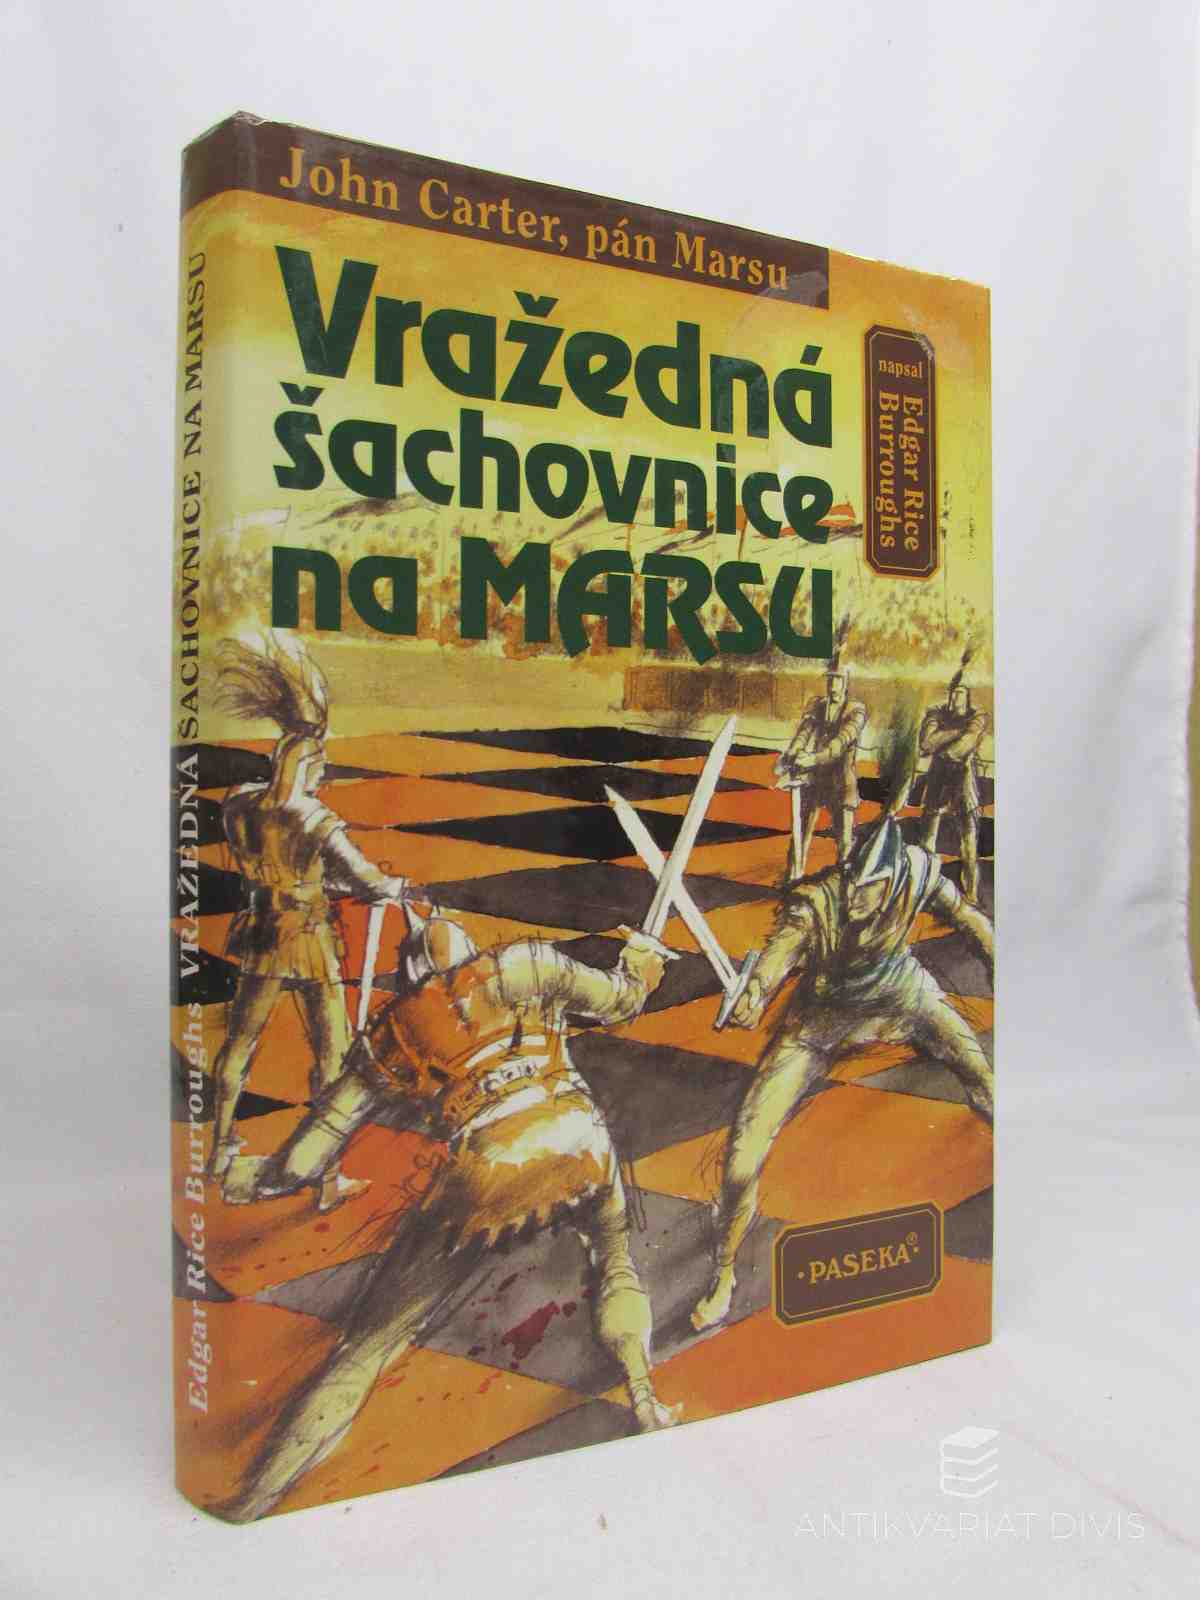 John Carter, pán Marsu
Vražedná
šachovnice
na MARSU
napsal
Edgar Rice
Burroughs
PASEKA®
Edgar Rice Burroughs VRAŽEDNÁ ŠACHOVNICE NA MARSU
ANTIKVARIAT DIVIS